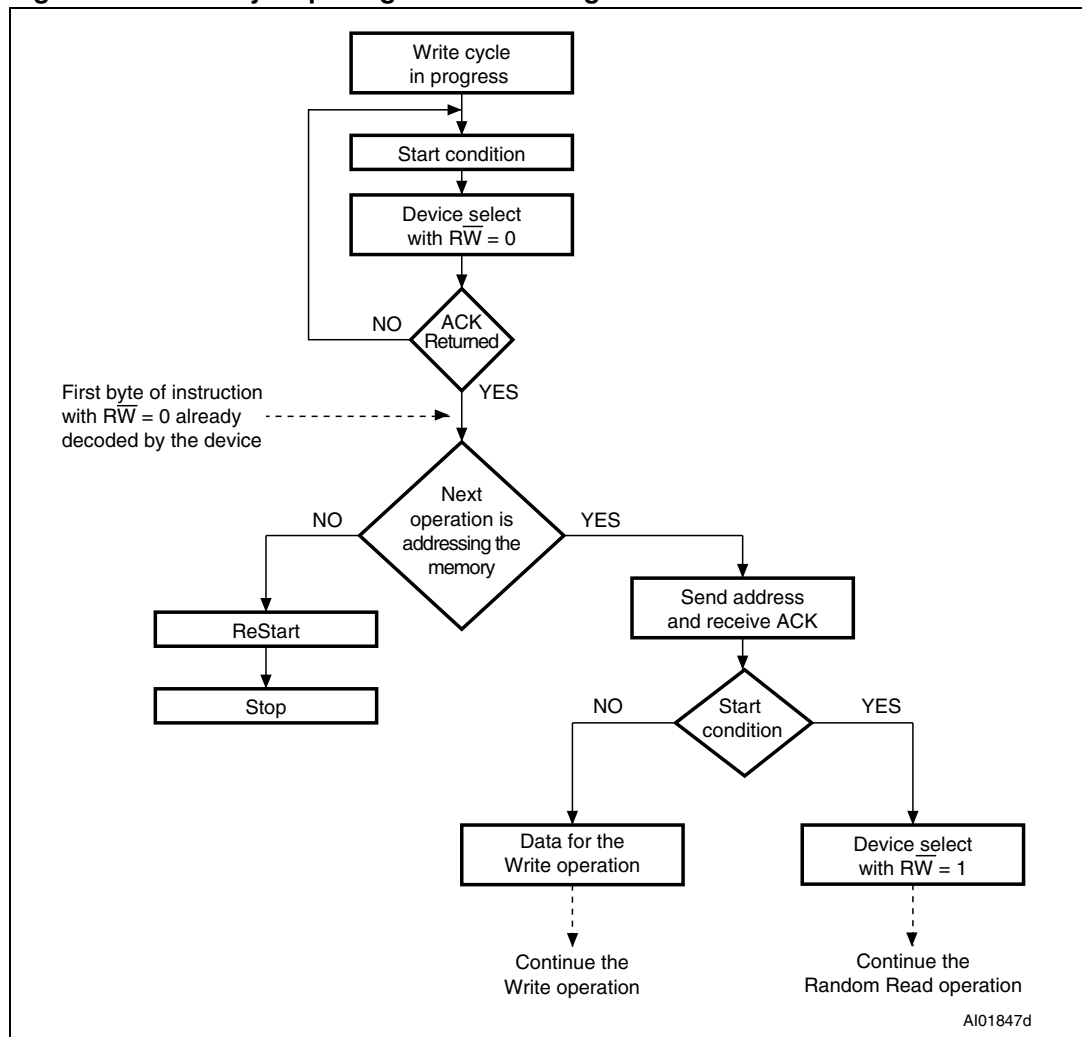 Write cycle
in progress
Start condition
Device select
with RW̅ = 0
NO
ACK
Returned
YES
First byte of instruction
with RW̅ = 0 already
decoded by the device
NO
Next
operation is
addressing the
memory
YES
Send address
and receive ACK
ReStart
Stop
NO
Start
condition
YES
Data for the
Write operation
Device select
with RW̅ = 1
Continue the
Write operation
Continue the
Random Read operation
AI01847d